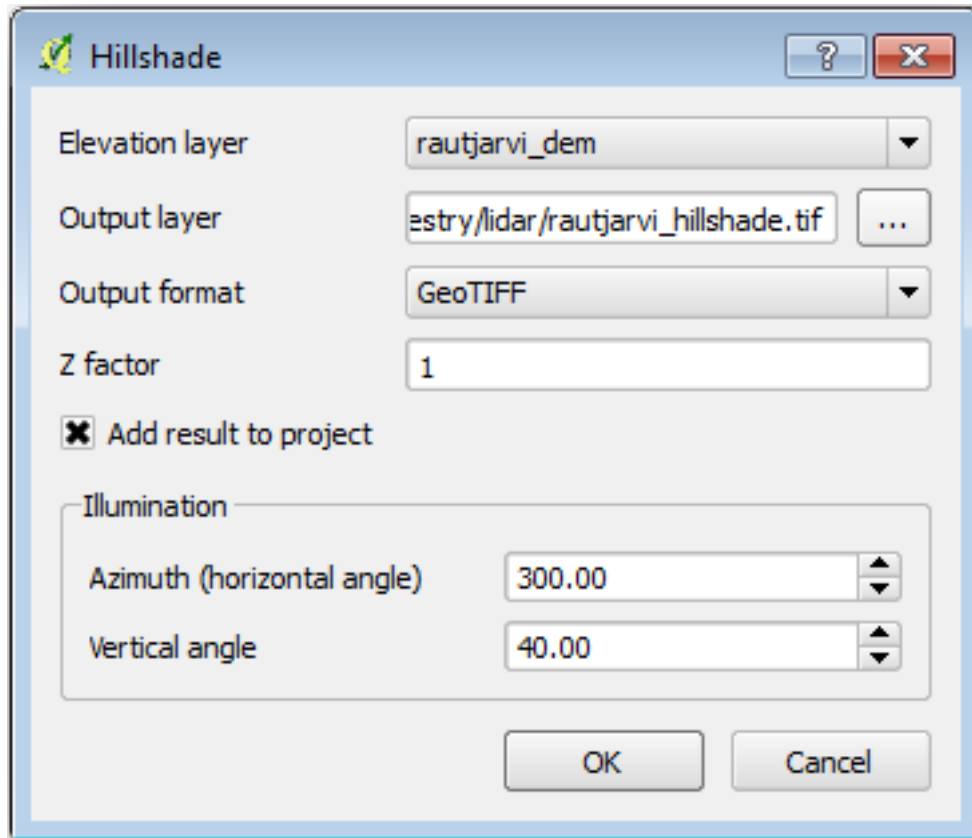 Hillshade
Elevation layer rautjarvi_dem
Output layer estry/lidar/rautjarvi_hillshade.tif ...
Output format GeoTIFF
Z factor 1
Add result to project
Illumination
Azimuth (horizontal angle) 300.00
Vertical angle 40.00
OK Cancel